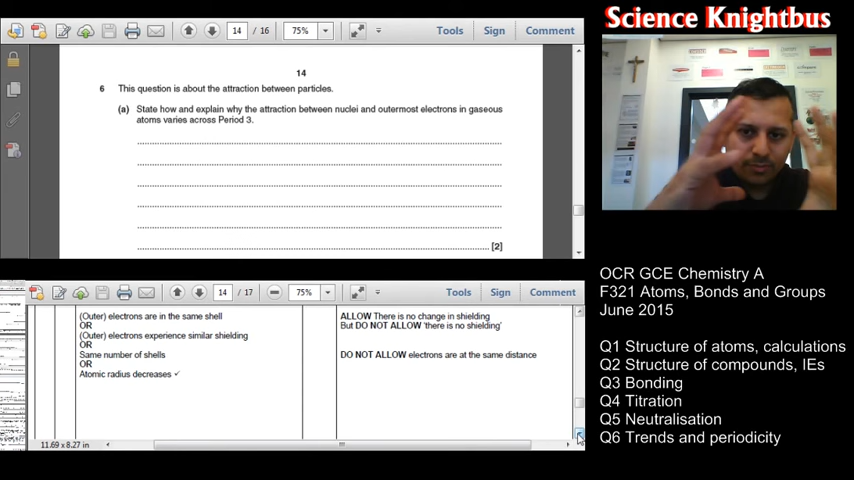 Science Knightbus
14 / 16
75%
Tools
Sign
Comment
14
6 This question is about the attraction between particles.
(a) State how and explain why the attraction between nuclei and outermost electrons in gaseous
atoms varies across Period 3.
[2]
14 / 17
75%
Tools
Sign
Comment
(Outer) electrons are in the same shell
OR
(Outer) electrons experience similar shielding
OR
Same number of shells
OR
Atomic radius decreases ✓
ALLOW There is no change in shielding
But DO NOT ALLOW 'there is no shielding'
DO NOT ALLOW electrons are at the same distance
11.69 x 8.27 in
OCR GCE Chemistry A
F321 Atoms, Bonds and Groups
June 2015
Q1 Structure of atoms, calculations
Q2 Structure of compounds, IEs
Q3 Bonding
Q4 Titration
Q5 Neutralisation
Q6 Trends and periodicity